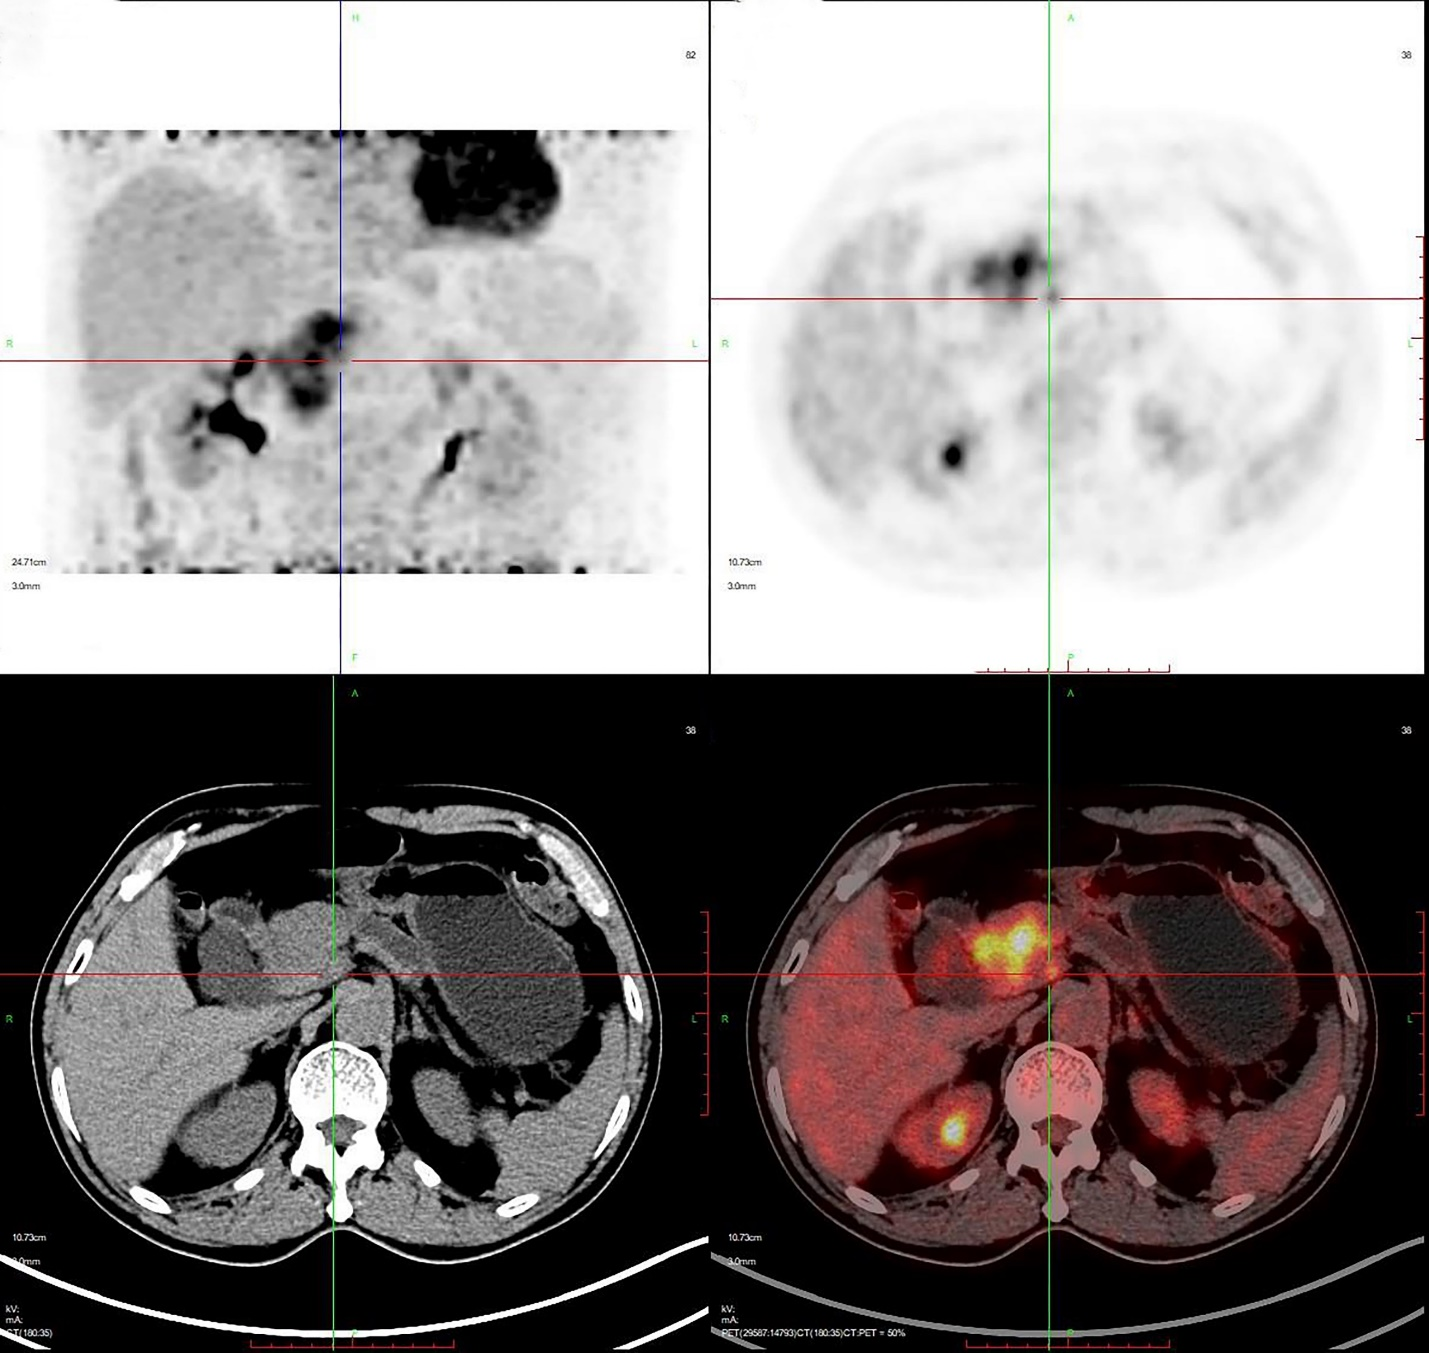 H
82
R
L
24.71cm
3.0mm
F
A
38
R
L
10.73cm
3.0mm
P
A
38
R
L
10.73cm
3.0mm
kV:
mA:
CT(180:35)
P
A
38
R
L
10.73cm
3.0mm
kV:
mA:
PET(29587:14793)CT(180:35)CT:PET = 50%
P